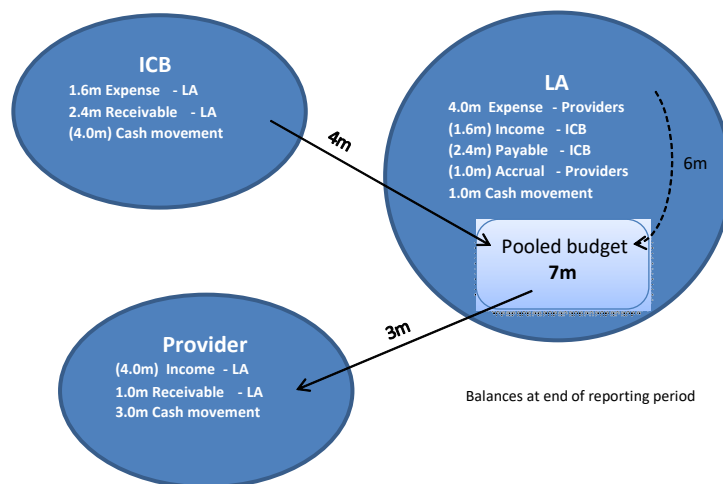 ICB
1.6m Expense - LA
2.4m Receivable - LA
(4.0m) Cash movement
4m
LA
4.0m Expense - Providers
(1.6m) Income - ICB
(2.4m) Payable - ICB
(1.0m) Accrual - Providers
1.0m Cash movement
6m
Pooled budget
7m
3m
Provider
(4.0m) Income - LA
1.0m Receivable - LA
3.0m Cash movement
Balances at end of reporting period